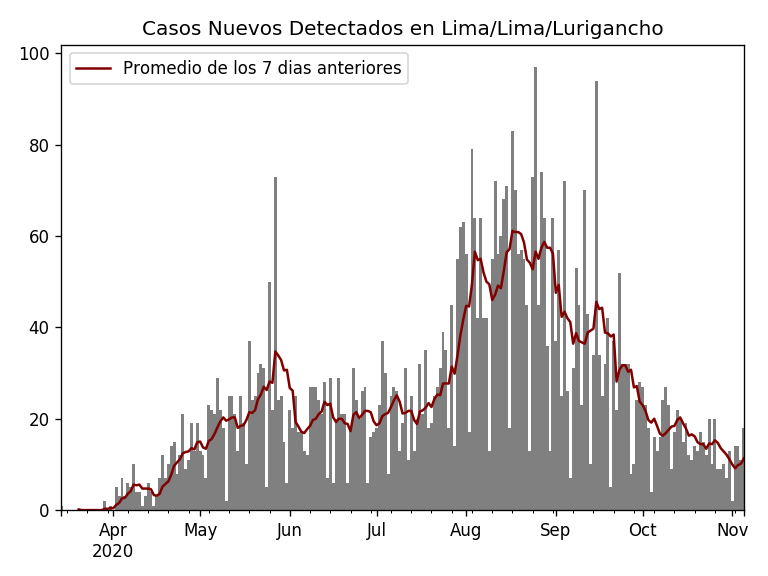 Casos Nuevos Detectados en Lima/Lima/Lurigancho
Promedio de los 7 dias anteriores
100
80
60
40
20
0
Apr
2020
May
Jun
Jul
Aug
Sep
Oct
Nov